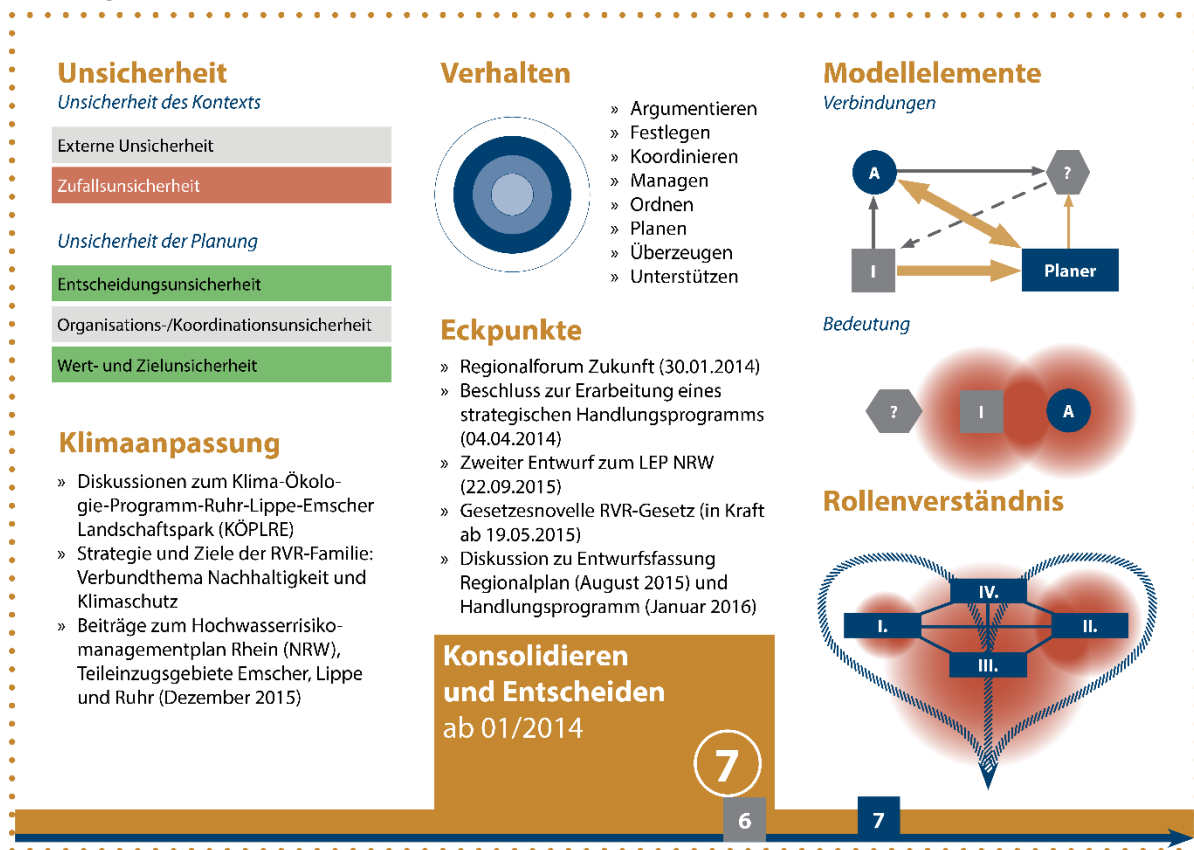 Unsicherheit
Unsicherheit des Kontexts
Externe Unsicherheit
Zufallsunsicherheit
Unsicherheit der Planung
Entscheidungsunsicherheit
Organisations-/Koordinationsunsicherheit
Wert- und Zielunsicherheit
Klimaanpassung
» Diskussionen zum Klima-Ökolo-
gie-Programm-Ruhr-Lippe-Emscher
Landschaftspark (KÖPLRE)
» Strategie und Ziele der RVR-Familie:
Verbundthema Nachhaltigkeit und
Klimaschutz
» Beiträge zum Hochwasserrisiko-
managementplan Rhein (NRW),
Teileinzugsgebiete Emscher, Lippe
und Ruhr (Dezember 2015)
Verhalten
» Argumentieren
» Festlegen
» Koordinieren
» Managen
» Ordnen
» Planen
» Überzeugen
» Unterstützen
Eckpunkte
» Regionalforum Zukunft (30.01.2014)
» Beschluss zur Erarbeitung eines
strategischen Handlungsprogramms
(04.04.2014)
» Zweiter Entwurf zum LEP NRW
(22.09.2015)
» Gesetzesnovelle RVR-Gesetz (in Kraft
ab 19.05.2015)
» Diskussion zu Entwurfsfassung
Regionalplan (August 2015) und
Handlungsprogramm (Januar 2016)
Konsolidieren
und Entscheiden
ab 01/2014
7
Modellelemente
Verbindungen
A
?
I
Planer
Bedeutung
?
I
A
Rollenverständnis
IV.
I.
II.
III.
6
7